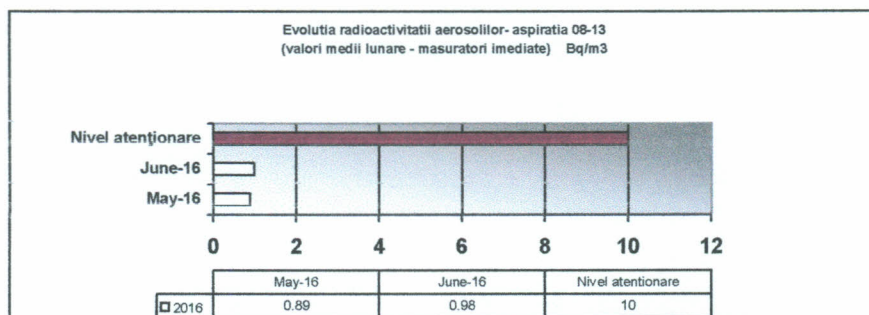 Evolutia radioactivitatii aerosolilor- aspiratia 08-13
(valori medii lunare - masuratori imediate) Bq/m3
Nivel atenţionare
June-16
May-16
0 2 4 6 8 10 12
May-16 June-16 Nivel atentionare
2016 0.89 0.98 10